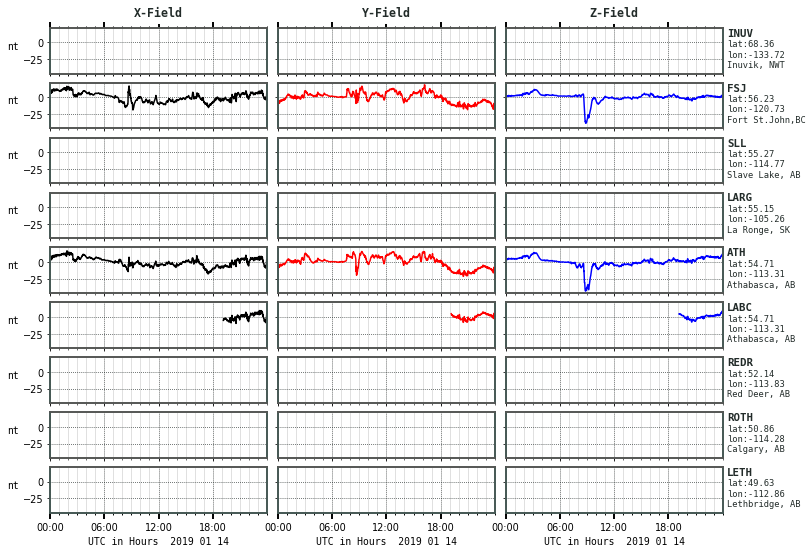 X-Field Y-Field Z-Field
nt 0 −25 INUV
lat:68.36
lon:-133.72
Inuvik, NWT
nt 0 −25 FSJ
lat:56.23
lon:-120.73
Fort St.John,BC
nt 0 −25 SLL
lat:55.27
lon:-114.77
Slave Lake, AB
nt 0 −25 LARG
lat:55.15
lon:-105.26
La Ronge, SK
nt 0 −25 ATH
lat:54.71
lon:-113.31
Athabasca, AB
nt 0 −25 LABC
lat:54.71
lon:-113.31
Athabasca, AB
nt 0 −25 REDR
lat:52.14
lon:-113.83
Red Deer, AB
nt 0 −25 ROTH
lat:50.86
lon:-114.28
Calgary, AB
nt 0 −25 LETH
lat:49.63
lon:-112.86
Lethbridge, AB
00:00 06:00 12:00 18:00 00:00 06:00 12:00 18:00 00:00 06:00 12:00 18:00
UTC in Hours 2019 01 14 UTC in Hours 2019 01 14 UTC in Hours 2019 01 14